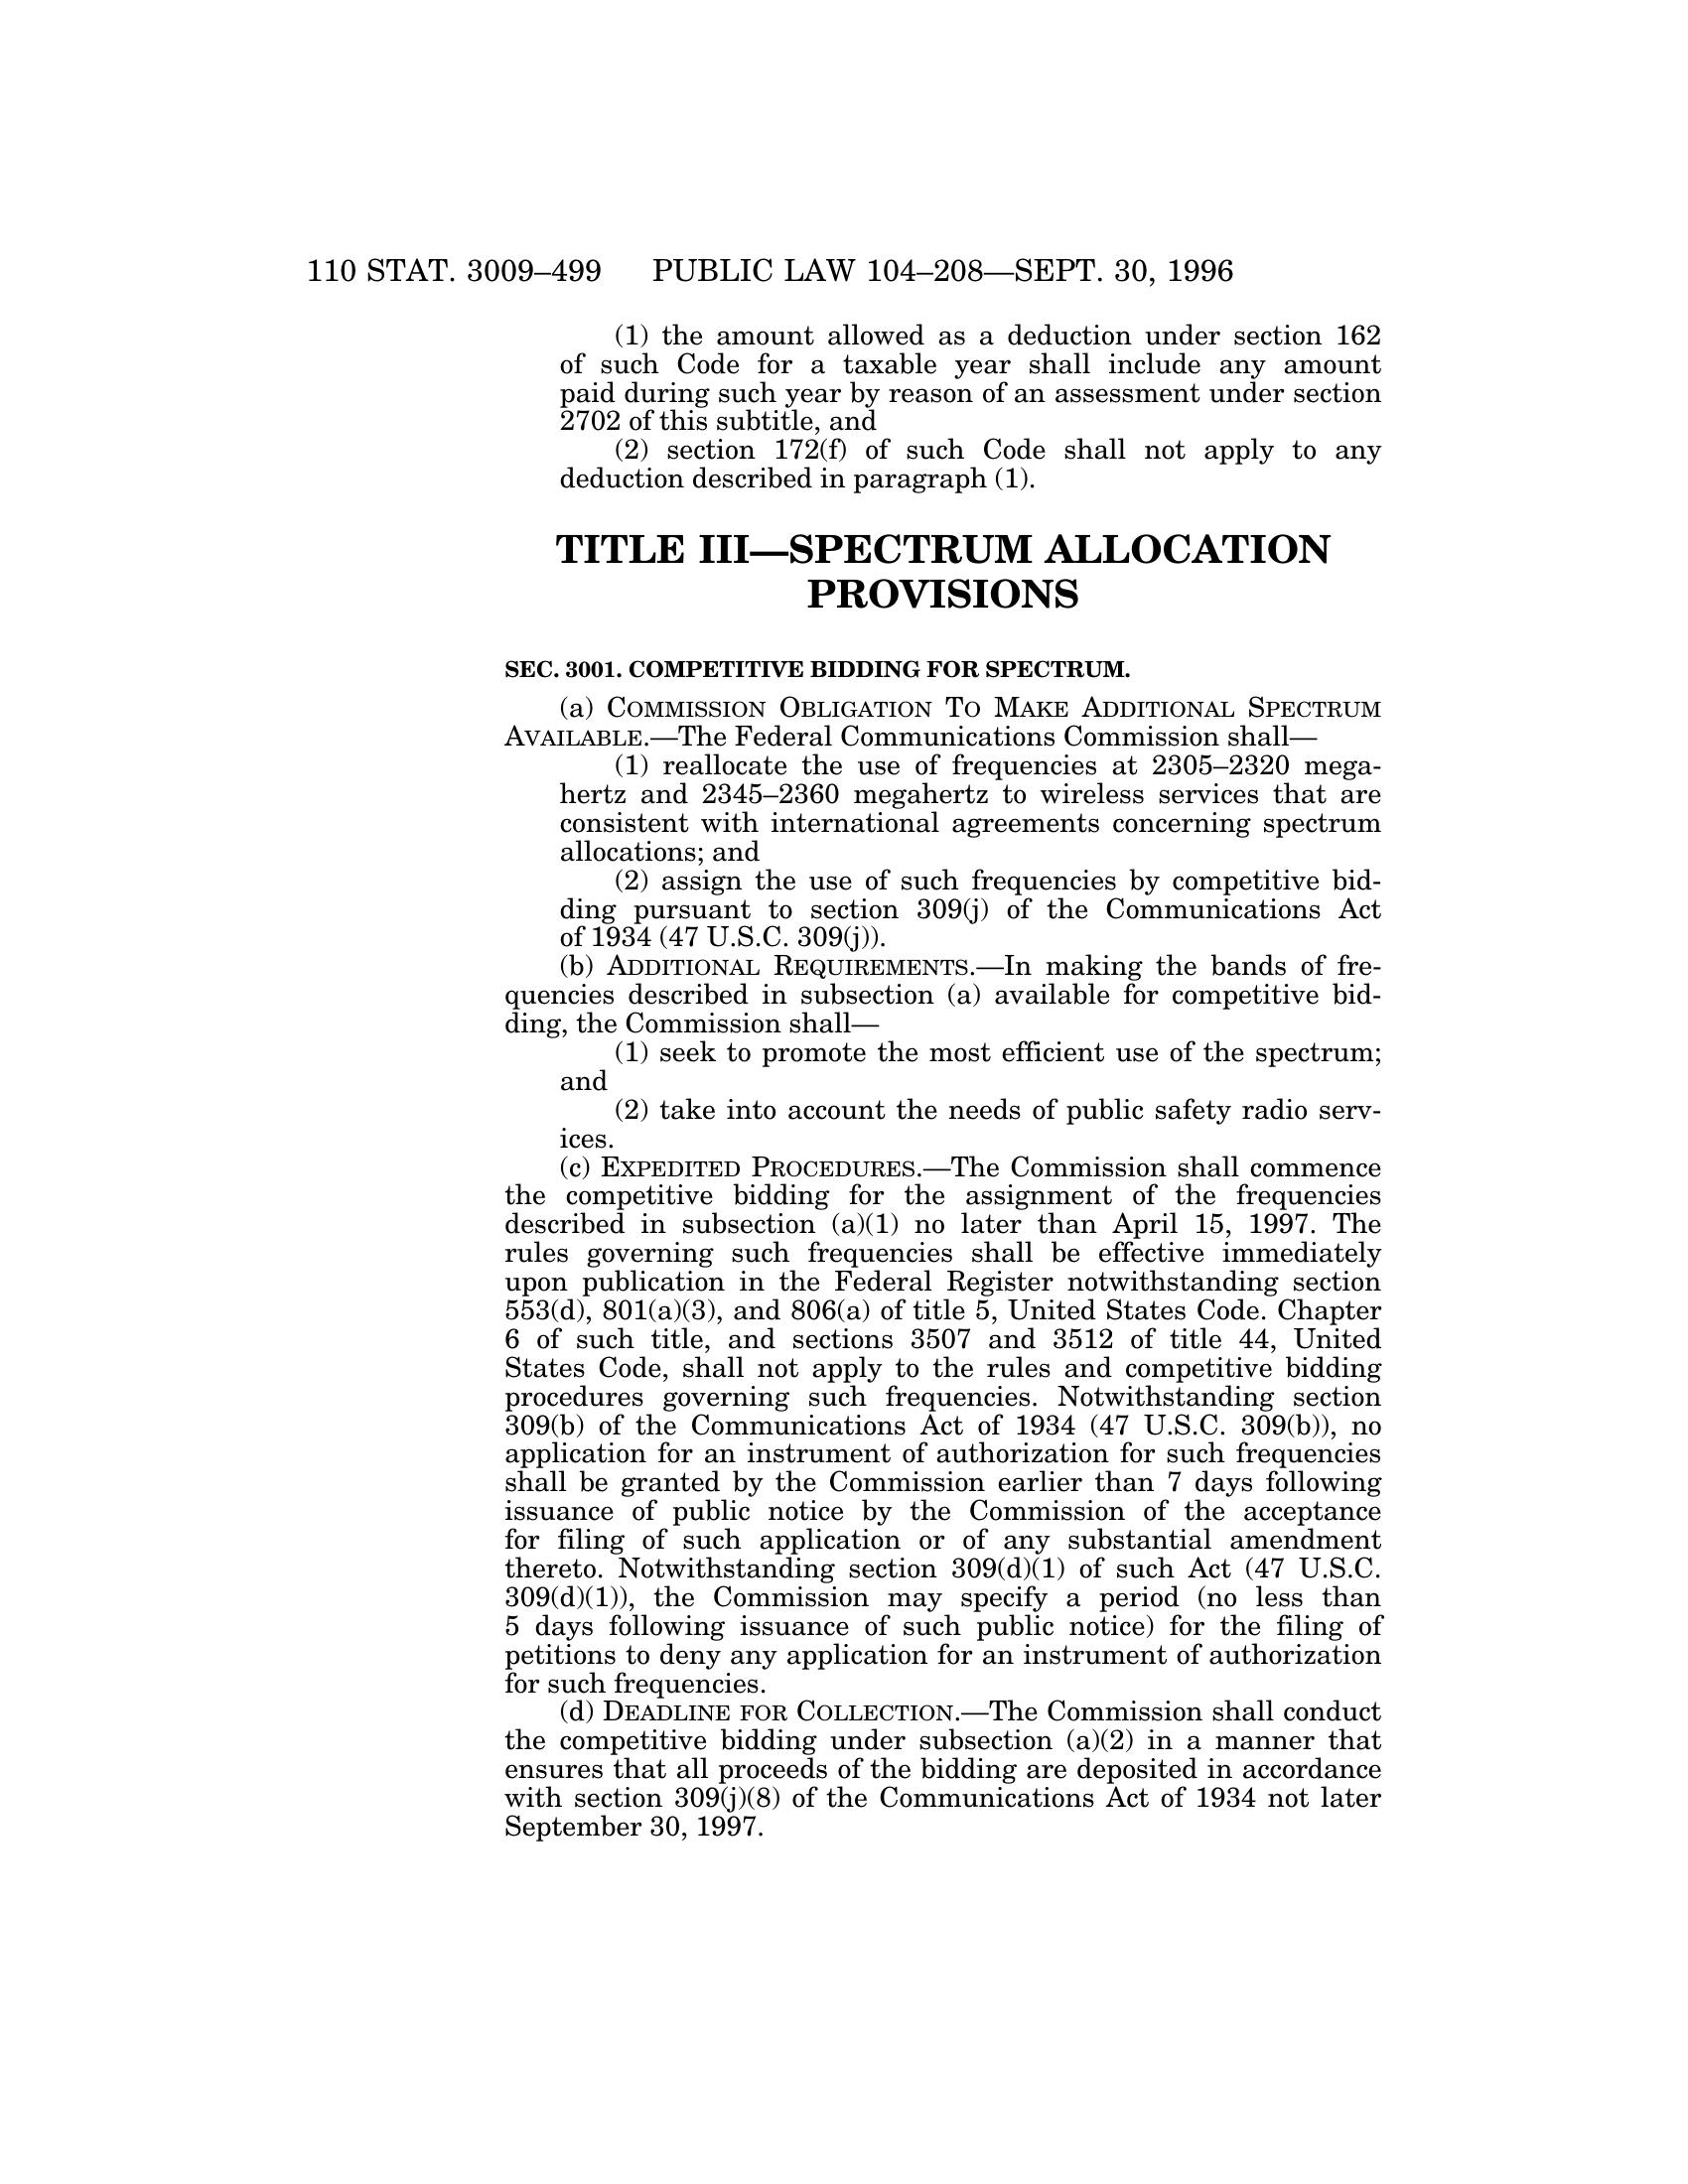 110 STAT. 3009–499 PUBLIC LAW 104–208—SEPT. 30, 1996
(1) the amount allowed as a deduction under section 162
of such Code for a taxable year shall include any amount
paid during such year by reason of an assessment under section
2702 of this subtitle, and
(2) section 172(f) of such Code shall not apply to any
deduction described in paragraph (1).
TITLE III—SPECTRUM ALLOCATION
PROVISIONS
SEC. 3001. COMPETITIVE BIDDING FOR SPECTRUM.
(a) COMMISSION OBLIGATION TO MAKE ADDITIONAL SPECTRUM
AVAILABLE.—The Federal Communications Commission shall—
(1) reallocate the use of frequencies at 2305–2320 mega-
hertz and 2345–2360 megahertz to wireless services that are
consistent with international agreements concerning spectrum
allocations; and
(2) assign the use of such frequencies by competitive bid-
ding pursuant to section 309(j) of the Communications Act
of 1934 (47 U.S.C. 309(j)).
(b) ADDITIONAL REQUIREMENTS.—In making the bands of fre-
quencies described in subsection (a) available for competitive bid-
ding, the Commission shall—
(1) seek to promote the most efficient use of the spectrum;
and
(2) take into account the needs of public safety radio serv-
ices.
(c) EXPEDITED PROCEDURES.—The Commission shall commence
the competitive bidding for the assignment of the frequencies
described in subsection (a)(1) no later than April 15, 1997. The
rules governing such frequencies shall be effective immediately
upon publication in the Federal Register notwithstanding section
553(d), 801(a)(3), and 806(a) of title 5, United States Code. Chapter
6 of such title, and sections 3507 and 3512 of title 44, United
States Code, shall not apply to the rules and competitive bidding
procedures governing such frequencies. Notwithstanding section
309(b) of the Communications Act of 1934 (47 U.S.C. 309(b)), no
application for an instrument of authorization for such frequencies
shall be granted by the Commission earlier than 7 days following
issuance of public notice by the Commission of the acceptance
for filing of such application or of any substantial amendment
thereto. Notwithstanding section 309(d)(1) of such Act (47 U.S.C.
309(d)(1)), the Commission may specify a period (no less than
5 days following issuance of such public notice) for the filing of
petitions to deny any application for an instrument of authorization
for such frequencies.
(d) DEADLINE FOR COLLECTION.—The Commission shall conduct
the competitive bidding under subsection (a)(2) in a manner that
ensures that all proceeds of the bidding are deposited in accordance
with section 309(j)(8) of the Communications Act of 1934 not later
September 30, 1997.